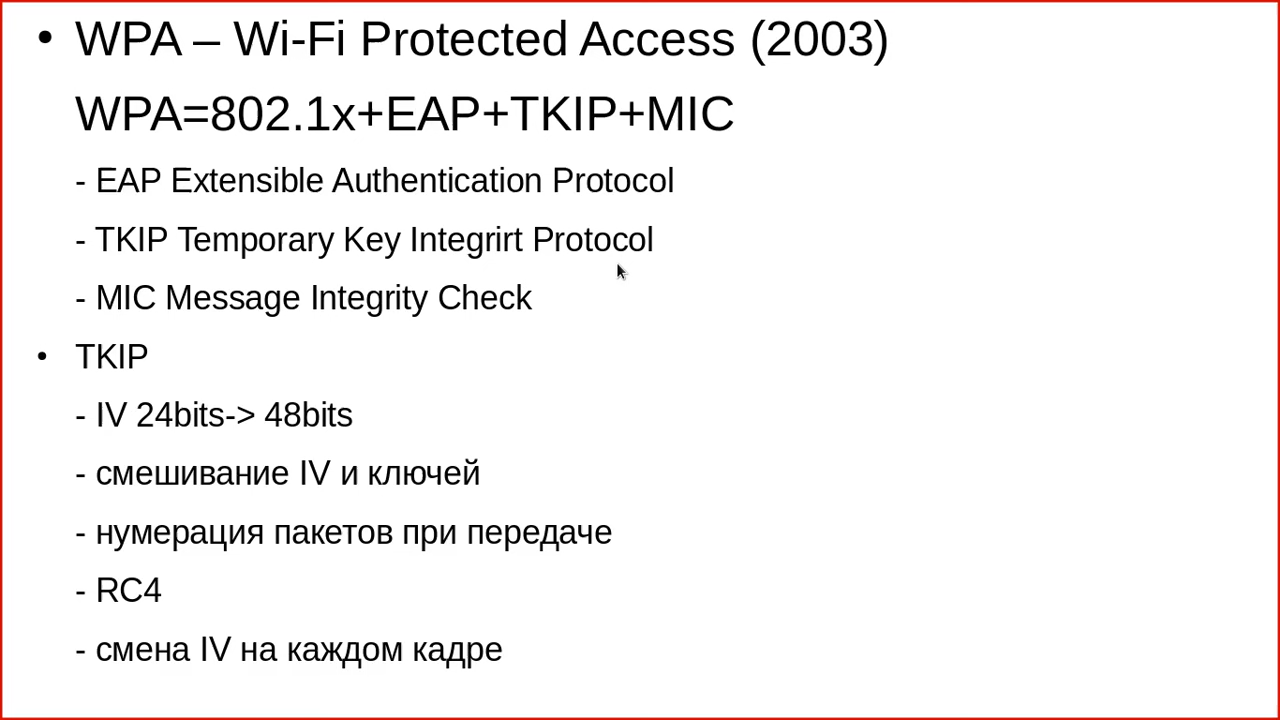 • WPA – Wi-Fi Protected Access (2003)
WPA=802.1x+EAP+TKIP+MIC
- EAP Extensible Authentication Protocol
- TKIP Temporary Key Integrirt Protocol
- MIC Message Integrity Check
• TKIP
- IV 24bits-> 48bits
- смешивание IV и ключей
- нумерация пакетов при передаче
- RC4
- смена IV на каждом кадре